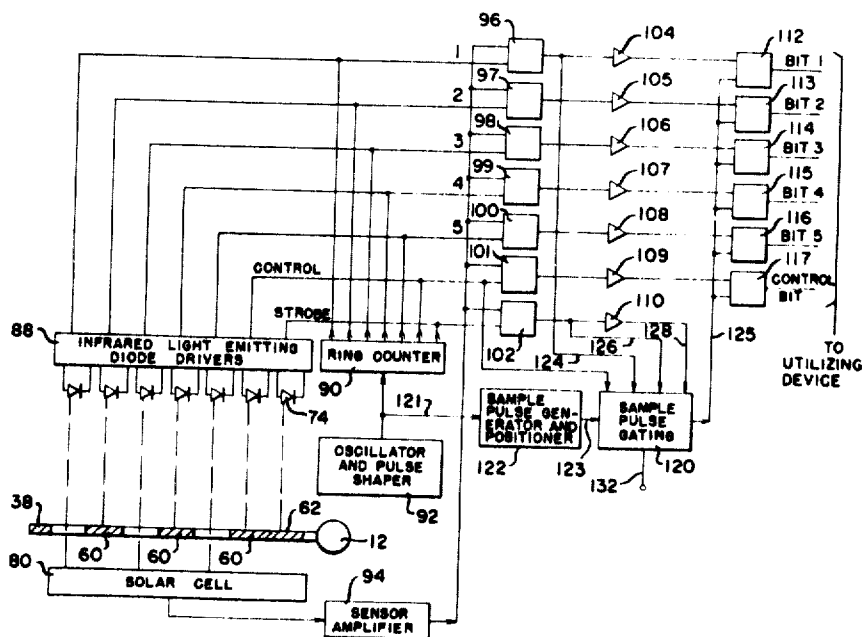 96 104 112
1 BIT 1
97 105 113
2 BIT 2
98 106 114
3 BIT 3
99 107 115
4 BIT 4
100 108 116
5 BIT 5
101 109 117
CONTROL CONTROL BIT
STROBE 110
102 124 126 128 125
TO UTILIZING DEVICE
88 INFRARED LIGHT EMITTING DIODE DRIVERS
RING COUNTER
90
74
121
SAMPLE PULSE GENERATOR AND POSITIONER
122
123
SAMPLE PULSE GATING
120
132
OSCILLATOR AND PULSE SHAPER
92
38 62
12
60 60 60
80 SOLAR CELL
94
SENSOR AMPLIFIER